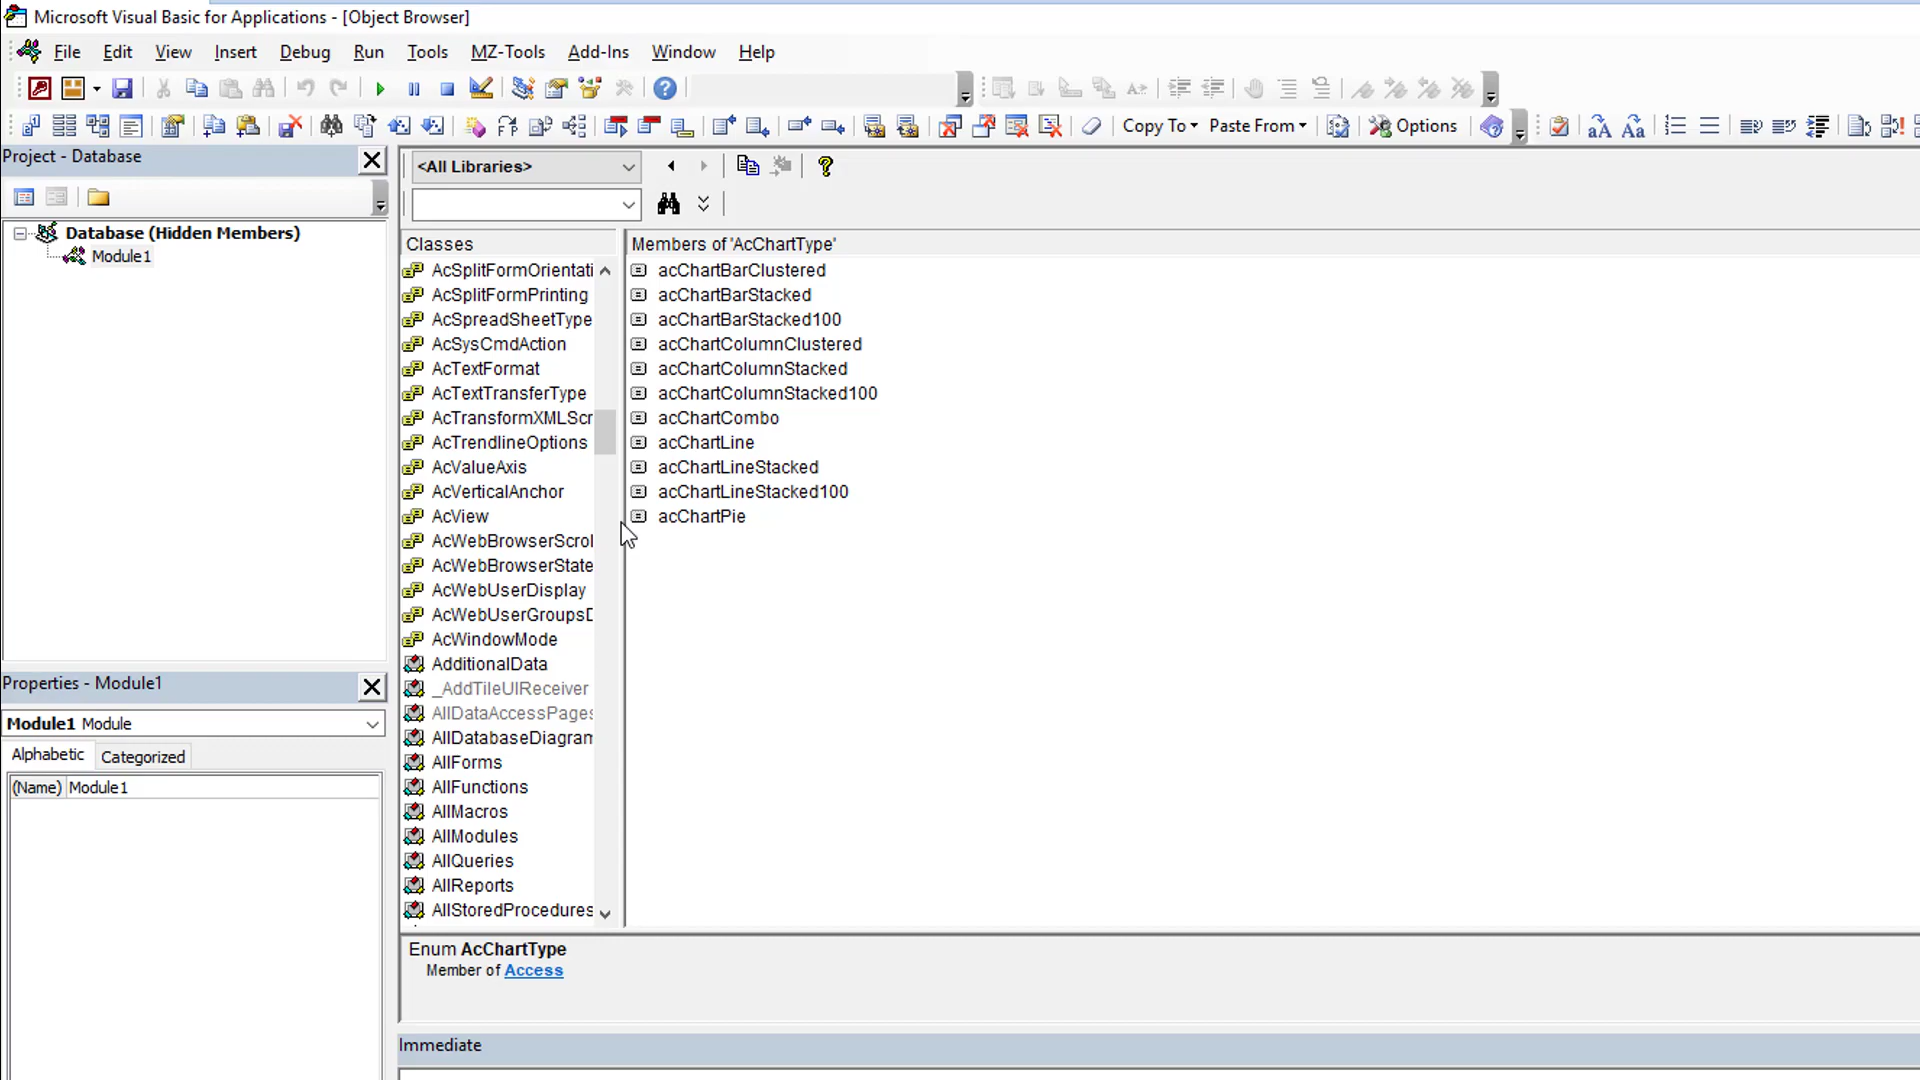 Microsoft Visual Basic for Applications - [Object Browser]
File Edit View Insert Debug Run Tools MZ-Tools Add-Ins Window Help
Copy To Paste From Options
Project - Database
Database (Hidden Members)
Module1
Properties - Module1
Module1 Module
Alphabetic Categorized
(Name) Module1
<All Libraries>
Classes
AcSplitFormOrientati
AcSplitFormPrinting
AcSpreadSheetType
AcSysCmdAction
AcTextFormat
AcTextTransferType
AcTransformXMLScr
AcTrendlineOptions
AcValueAxis
AcVerticalAnchor
AcView
AcWebBrowserScrol
AcWebBrowserState
AcWebUserDisplay
AcWebUserGroupsD
AcWindowMode
AdditionalData
_AddTileUIReceiver
AllDataAccessPages
AllDatabaseDiagram
AllForms
AllFunctions
AllMacros
AllModules
AllQueries
AllReports
AllStoredProcedures
Members of 'AcChartType'
acChartBarClustered
acChartBarStacked
acChartBarStacked100
acChartColumnClustered
acChartColumnStacked
acChartColumnStacked100
acChartCombo
acChartLine
acChartLineStacked
acChartLineStacked100
acChartPie
Enum AcChartType
Member of Access
Immediate